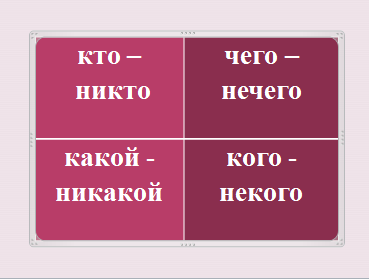 кто –
никто
чего –
нечего
какой -
никакой
кого -
некого